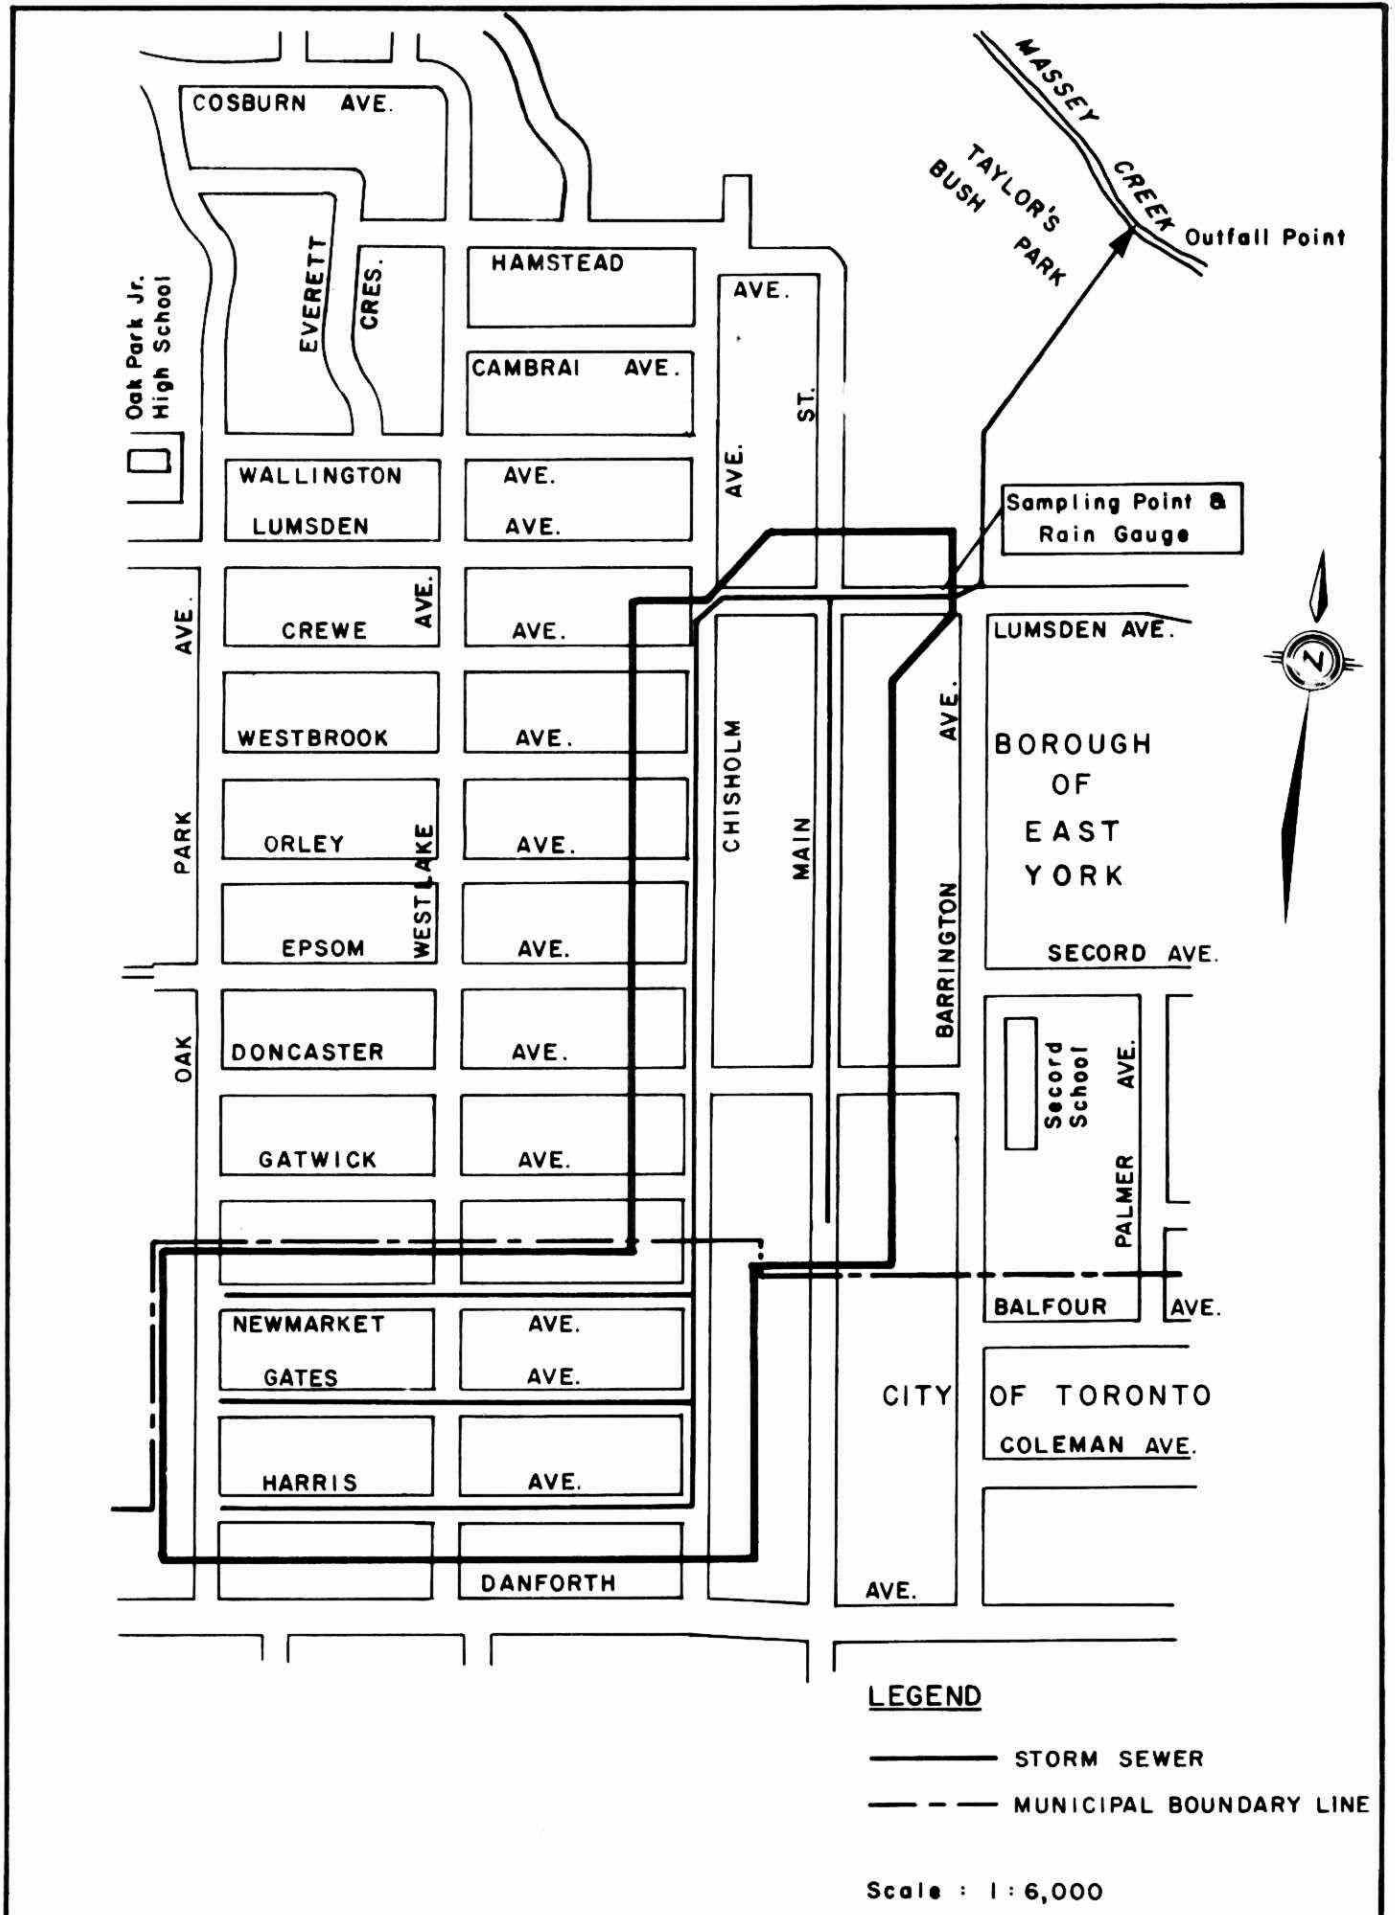 COSBURN AVE.
MASSEY CREEK
TAYLOR'S
BUSH PARK
Outfall Point
EVERETT
CRES.
HAMSTEAD AVE.
Oak Park Jr.
High School
CAMBRAI AVE.
ST.
AVE.
WALLINGTON AVE.
LUMSDEN AVE.
Sampling Point &
Rain Gauge
CREWE AVE.
LUMSDEN AVE.
WESTBROOK AVE.
ORLEY AVE.
EPSOM AVE.
OAK PARK AVE.
WESTLAKE AVE.
CHISHOLM
MAIN
BARRINGTON AVE.
BOROUGH
OF
EAST
YORK
N
SECORD AVE.
DONCASTER AVE.
Secord
School
PALMER AVE.
GATWICK AVE.
BALFOUR AVE.
NEWMARKET AVE.
GATES AVE.
CITY OF TORONTO
COLEMAN AVE.
HARRIS AVE.
DANFORTH AVE.
LEGEND
STORM SEWER
MUNICIPAL BOUNDARY LINE
Scale : 1 : 6,000